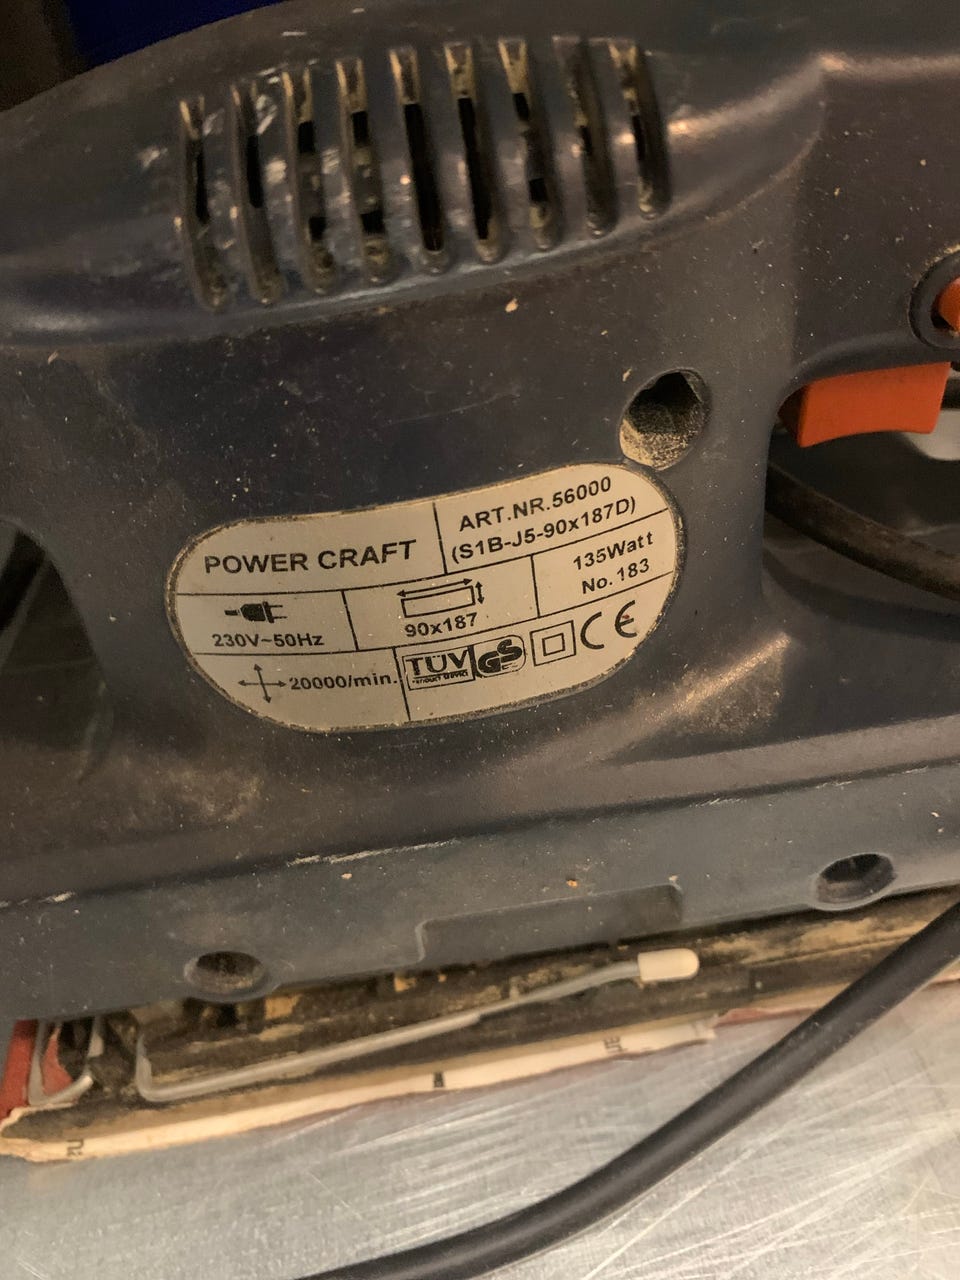 POWER CRAFT
ART.NR.56000
(S1B-J5-90x187D)
230V~50Hz
90x187
135Watt
No.183
20000/min.
TÜV
GS
CE